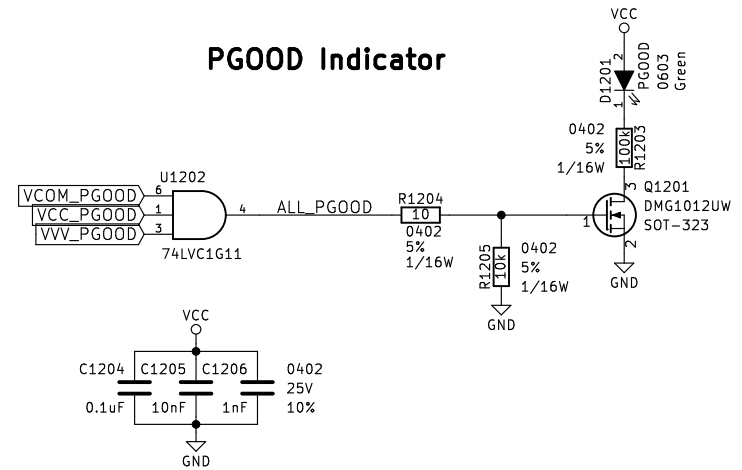 PGOOD Indicator
VCC
2
D1201
PGOOD
0603
Green
1
0402
5%
1/16W
100k
R1203
3
Q1201
DMG1012UW
SOT-323
1
2
GND
U1202
VCOM_PGOOD
6
VCC_PGOOD
1
VVV_PGOOD
3
4
74LVC1G11
ALL_PGOOD
R1204
10
0402
5%
1/16W
R1205
10k
0402
5%
1/16W
GND
VCC
C1204
C1205
C1206
0402
25V
0.1uF
10nF
1nF
10%
GND